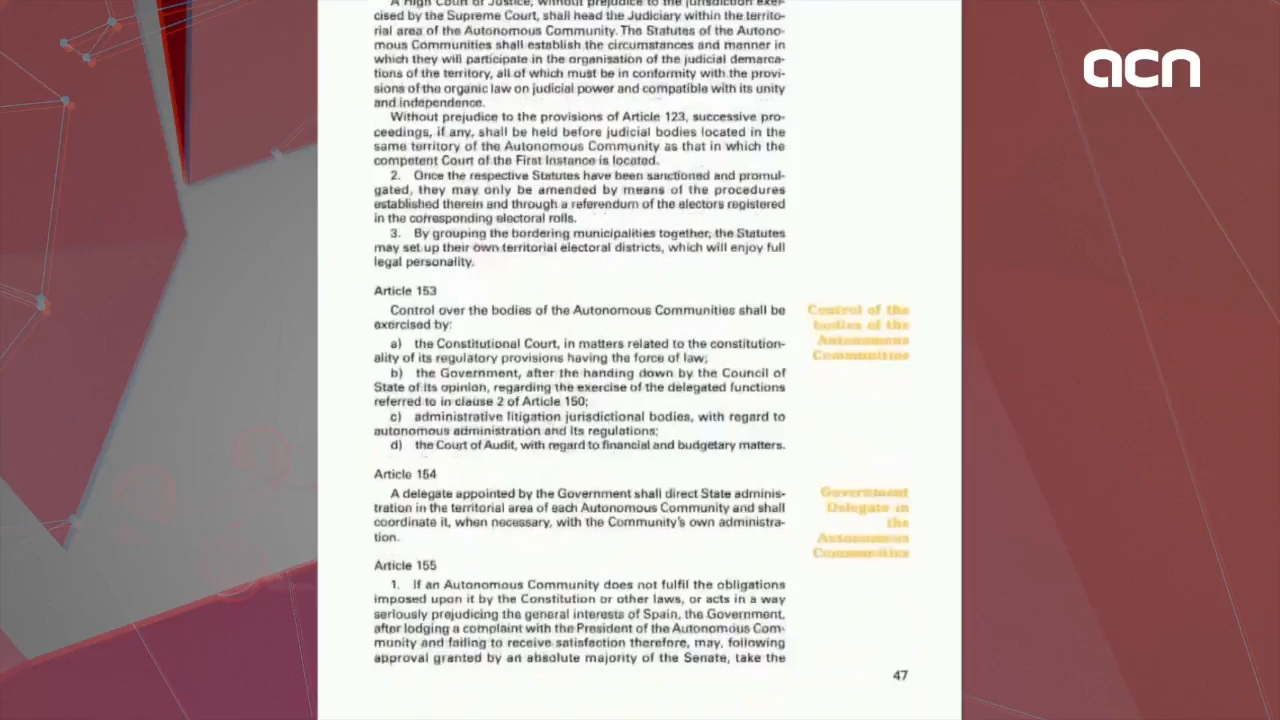 A High Court of Justice, without prejudice to the jurisdiction exer-
cised by the Supreme Court, shall head the Judiciary within the territo-
rial area of the Autonomous Community. The Statutes of the Autono-
mous Communities shall establish the circumstances and manner in
which they will participate in the organisation of the judicial demarca-
tions of the territory, all of which must be in conformity with the provi-
sions of the organic law on judicial power and compatible with its unity
and independence.
Without prejudice to the provisions of Article 123, successive pro-
ceedings, if any, shall be held before judicial bodies located in the
same territory of the Autonomous Community as that in which the
competent Court of the First Instance is located.
2. Once the respective Statutes have been sanctioned and promul-
gated, they may only be amended by means of the procedures
established therein and through a referendum of the electors registered
in the corresponding electoral rolls.
3. By grouping the bordering municipalities together, the Statutes
may set up their own territorial electoral districts, which will enjoy full
legal personality.
Article 153
Control over the bodies of the Autonomous Communities shall be
exercised by:
a) the Constitutional Court, in matters related to the constitution-
ality of its regulatory provisions having the force of law;
b) the Government, after the handing down by the Council of
State of its opinion, regarding the exercise of the delegated functions
referred to in clause 2 of Article 150;
c) administrative litigation jurisdictional bodies, with regard to
autonomous administration and its regulations;
d) the Court of Audit, with regard to financial and budgetary matters.
Control of the
bodies of the
Autonomous
Communities
Article 154
A delegate appointed by the Government shall direct State adminis-
tration in the territorial area of each Autonomous Community and shall
coordinate it, when necessary, with the Community's own administra-
tion.
Government
Delegate in
the
Autonomous
Communities
Article 155
1. If an Autonomous Community does not fulfil the obligations
imposed upon it by the Constitution or other laws, or acts in a way
seriously prejudicing the general interests of Spain, the Government,
after lodging a complaint with the President of the Autonomous Com-
munity and failing to receive satisfaction therefore, may, following
approval granted by an absolute majority of the Senate, take the
47
acn